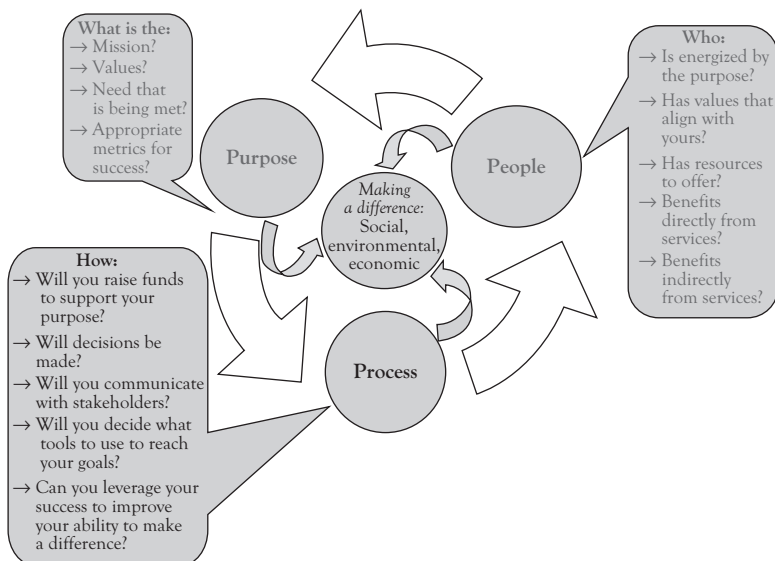 What is the:
→ Mission?
→ Values?
→ Need that
is being met?
→ Appropriate
metrics for
success?
Purpose
People
Who:
→ Is energized by
the purpose?
→ Has values that
align with
yours?
→ Has resources
to offer?
→ Benefits
directly from
services?
→ Benefits
indirectly
from services?
Making
a difference:
Social,
environmental,
economic
How:
→ Will you raise funds
to support your
purpose?
→ Will decisions be
made?
→ Will you communicate
with stakeholders?
→ Will you decide what
tools to use to reach
your goals?
→ Can you leverage your
success to improve
your ability to make
a difference?
Process